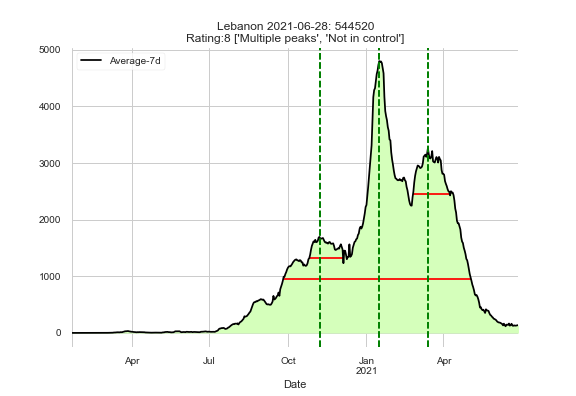 Lebanon 2021-06-28: 544520
Rating:8 ['Multiple peaks', 'Not in control']
Average-7d
5000
4000
3000
2000
1000
0
Apr
Jul
Oct
Jan
2021
Apr
Date